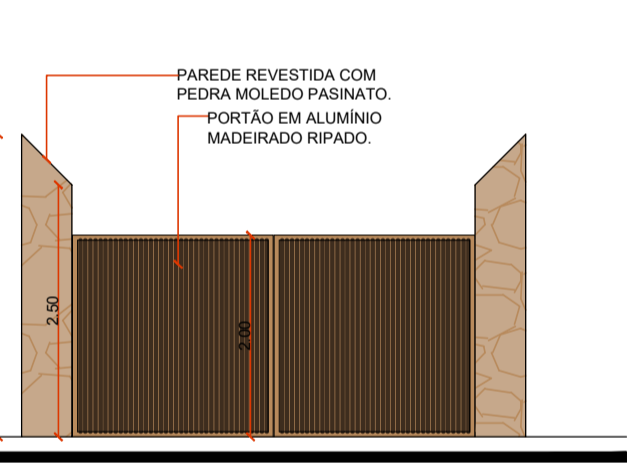 PAREDE REVESTIDA COM
PEDRA MOLEDO PASINATO.
PORTÃO EM ALUMÍNIO
MADEIRADO RIPADO.
2.50
2.00